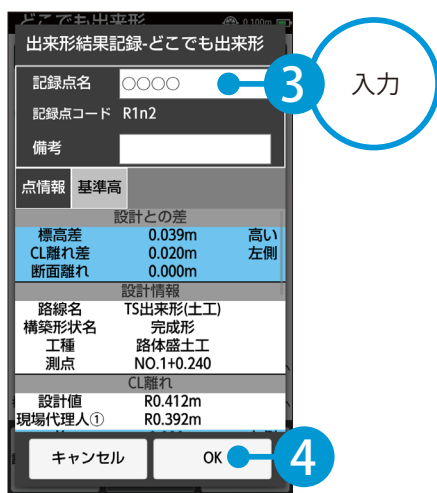 どこでも出来形 0.100m
出来形結果記録-どこでも出来形
記録点名 ○○○○ 3 入力
記録点コード R1n2
備考
点情報 基準高
設計との差
標高差 0.039m 高い
CL離れ差 0.020m 左側
断面離れ 0.000m
設計情報
路線名 TS出来形(土工)
構築形状名 完成形
工種 路体盛土工
測点 NO.1+0.240
CL離れ
設計値 R0.412m
現場代理人① R0.392m
キャンセル OK 4